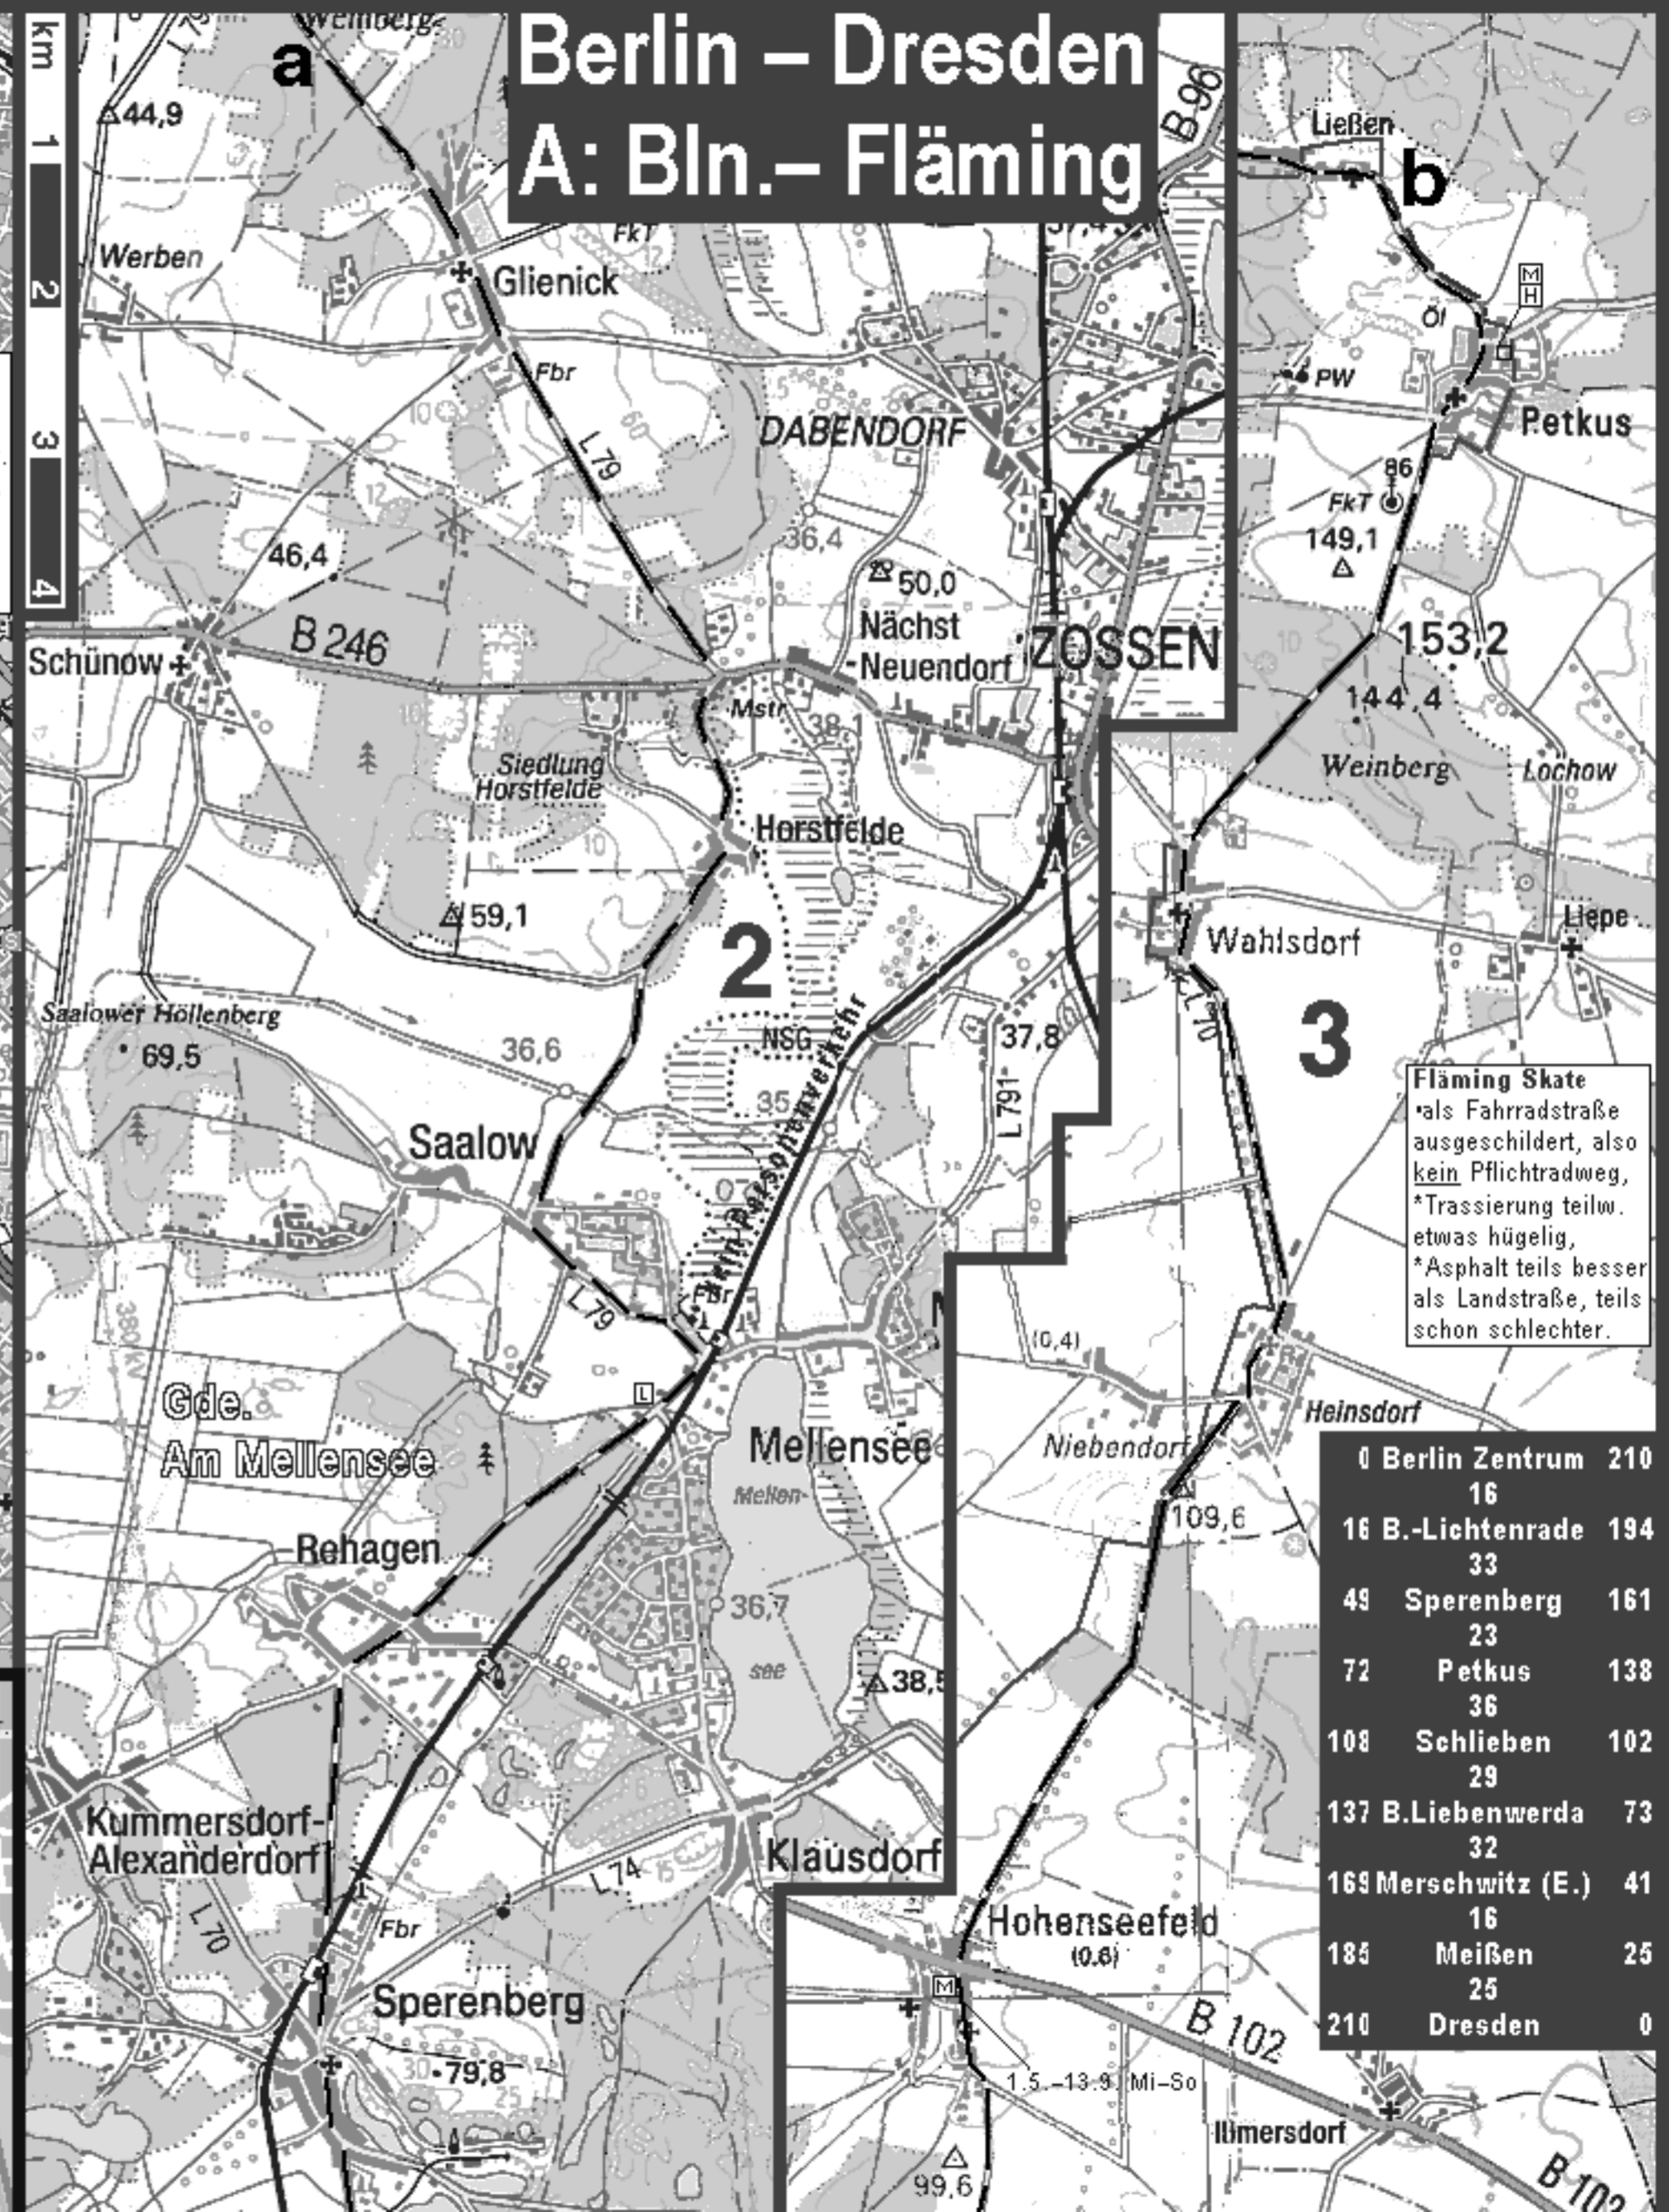 Berlin – Dresden
A: Bln.– Fläming
km
1
2
3
4
a
Weinberg
44,9
Werben
FkT
Glienick
Fbr
L 79
B 96
DABENDORF
36,4
50,0
46,4
Nächst
-Neuendorf
ZOSSEN
Schünow
B 246
Mstr
38,1
Siedlung
Horstfelde
Horstfelde
59,1
2
Saalower Höllenberg
69,5
36,6
NSG
35
37,8
L 791
Kein Personenverkehr
Saalow
L 79
Fbr
380 kV
L
Gde.
Am Mellensee
Mellensee
Mellen-
see
Rehagen
36,7
38,5
Kummersdorf-
Alexanderdorf
L 70
Fbr
L 74
Klausdorf
Sperenberg
79,8
Ließen
b
M
H
Öl
PW
Petkus
86
FkT
149,1
153,2
144,4
Weinberg
Lochow
Liepe
Wahlsdorf
L 70
3
Fläming Skate
•als Fahrradstraße
ausgeschildert, also
kein Pflichtradweg,
*Trassierung teilw.
etwas hügelig,
*Asphalt teils besser
als Landstraße, teils
schon schlechter.
(0,4)
Heinsdorf
Niebendorf
109,6
0 Berlin Zentrum 210
16
16 B.-Lichtenrade 194
33
49 Sperenberg 161
23
72 Petkus 138
36
108 Schlieben 102
29
137 B.Liebenwerda 73
32
169 Merschwitz (E.) 41
16
185 Meißen 25
25
210 Dresden 0
Hohenseefeld
(0.6)
M
B 102
1.5.–13.9. Mi–So
Illmersdorf
99,6
B 102